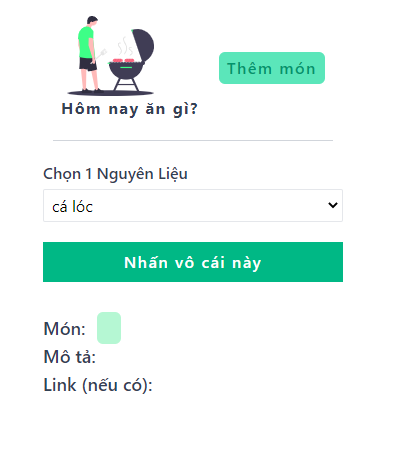 Thêm món
Hôm nay ăn gì?
Chọn 1 Nguyên Liệu
cá lóc
Nhấn vô cái này
Món:
Mô tả:
Link (nếu có):